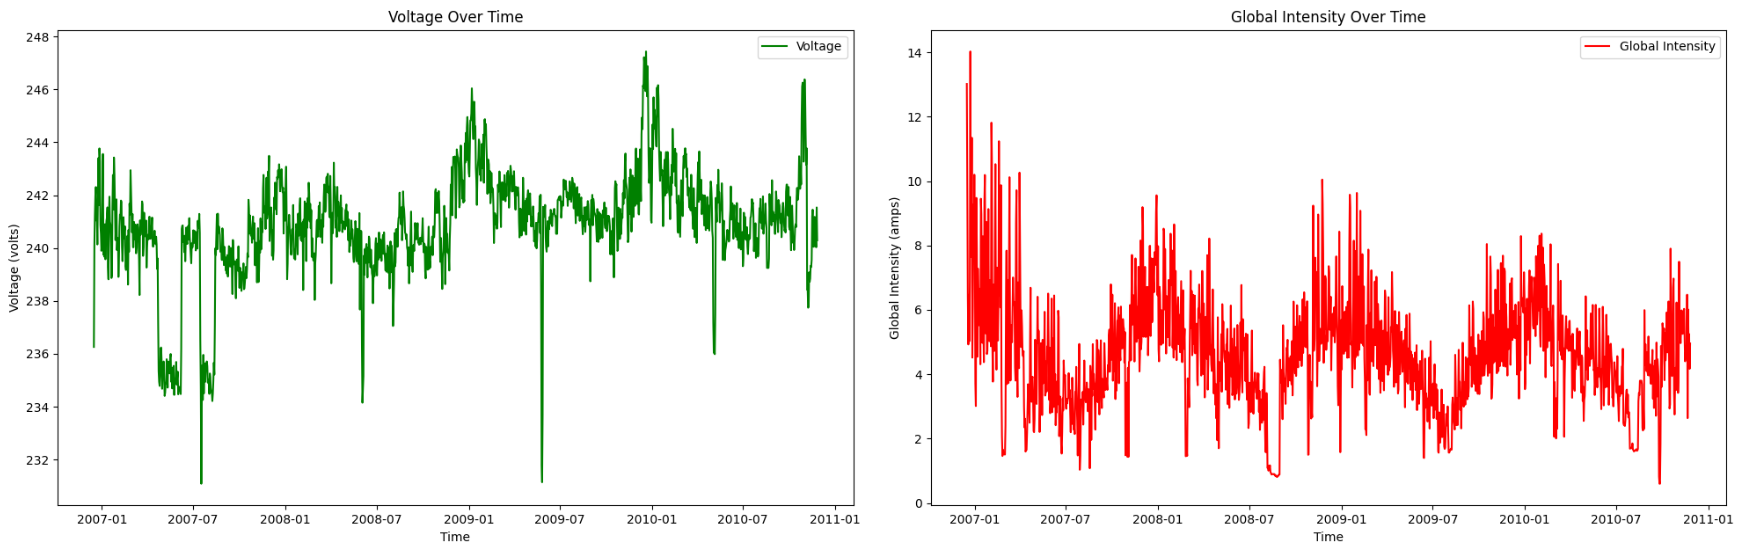 Voltage Over Time
Voltage
Voltage (volts)
248
246
244
242
240
238
236
234
232
2007-01 2007-07 2008-01 2008-07 2009-01 2009-07 2010-01 2010-07 2011-01
Time
Global Intensity Over Time
Global Intensity
Global Intensity (amps)
14
12
10
8
6
4
2
0
2007-01 2007-07 2008-01 2008-07 2009-01 2009-07 2010-01 2010-07 2011-01
Time